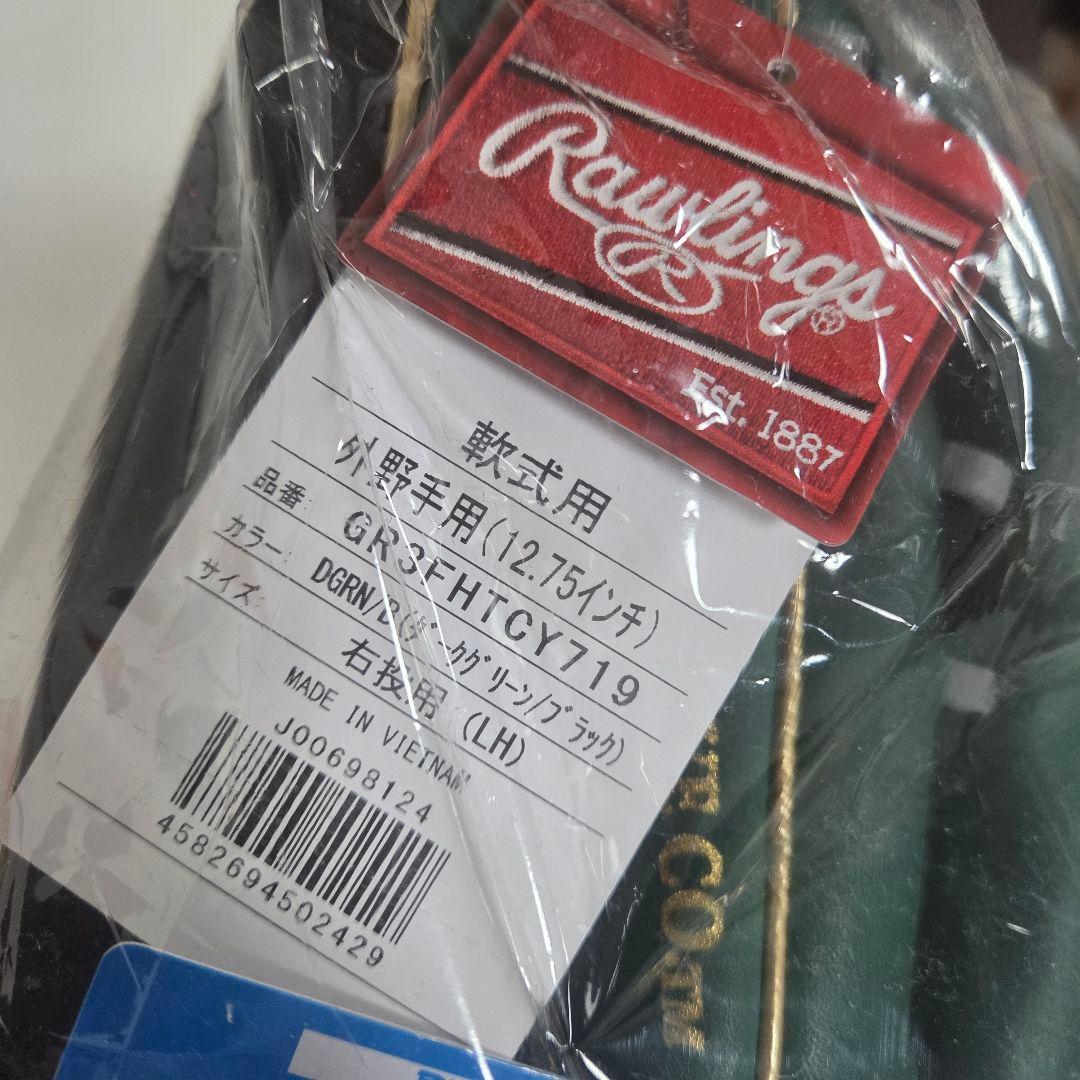 Rawlings®
R
Est. 1887
軟式用
外野手用(12.75インチ)
品番: GR3FHTCY719
カラー: DGRN/B(ダークグリーン/ブラック)
サイズ: 右投用 (LH)
MADE IN VIETNAM
J00698124
4582694502429